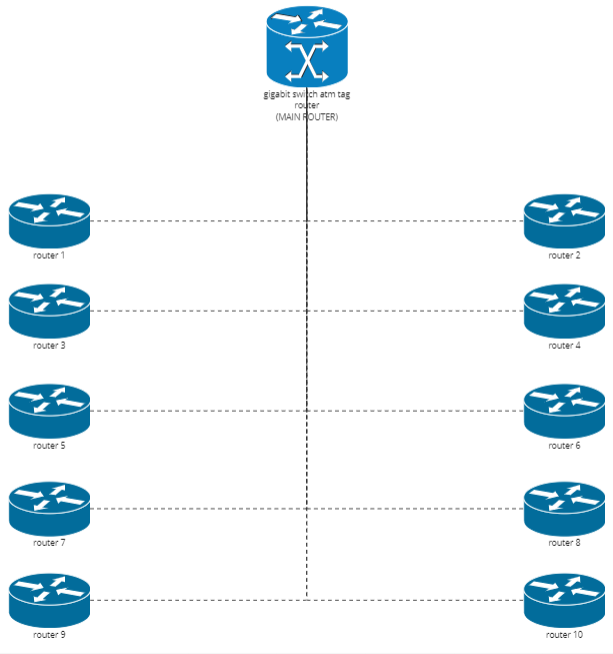 gigabit switch atm tag
router
(MAIN ROUTER)
router 1
router 2
router 3
router 4
router 5
router 6
router 7
router 8
router 9
router 10